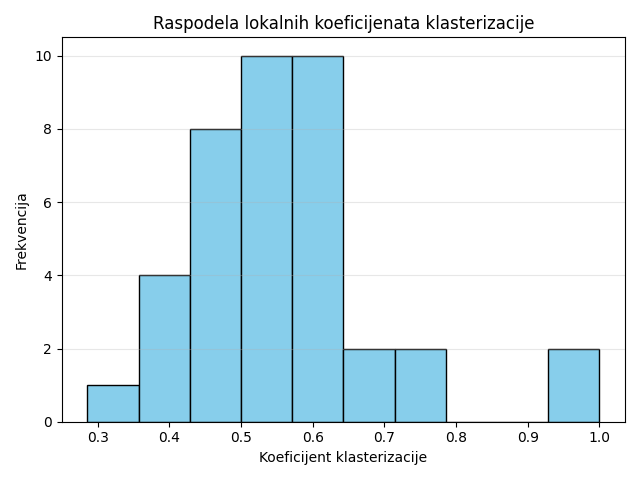 Raspodela lokalnih koeficijenata klasterizacije
Frekvencija
10
8
6
4
2
0
0.3 0.4 0.5 0.6 0.7 0.8 0.9 1.0
Koeficijent klasterizacije